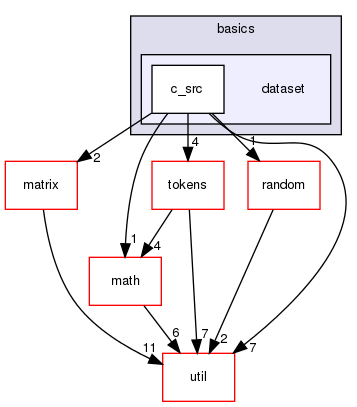 basics
c_src dataset
1
2 4
matrix tokens random
1 4
math
6 7 2
11 7
util